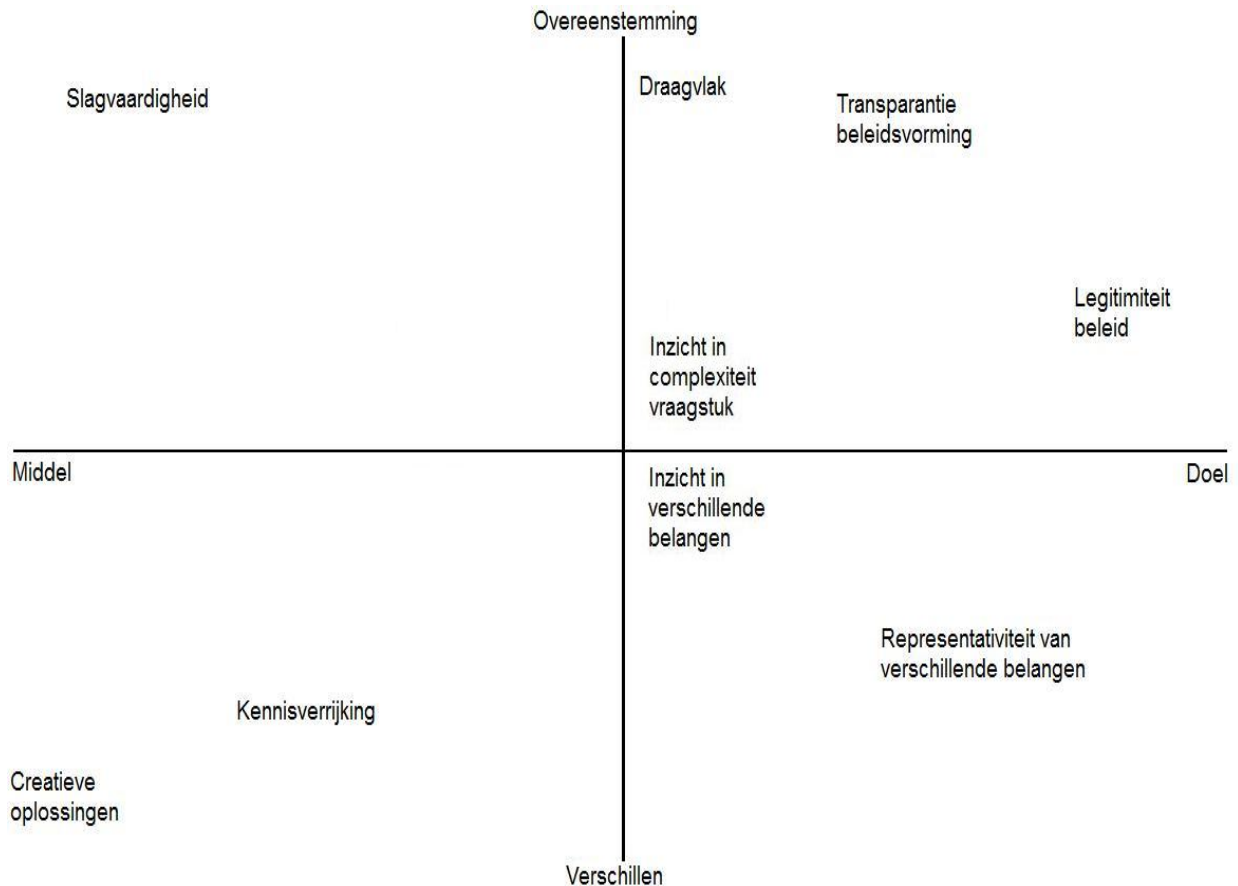 Overeenstemming
Slagvaardigheid
Draagvlak
Transparantie
beleidsvorming
Legitimiteit
beleid
Inzicht in
complexiteit
vraagstuk
Middel
Doel
Inzicht in
verschillende
belangen
Representativiteit van
verschillende belangen
Kennisverrijking
Creatieve
oplossingen
Verschillen